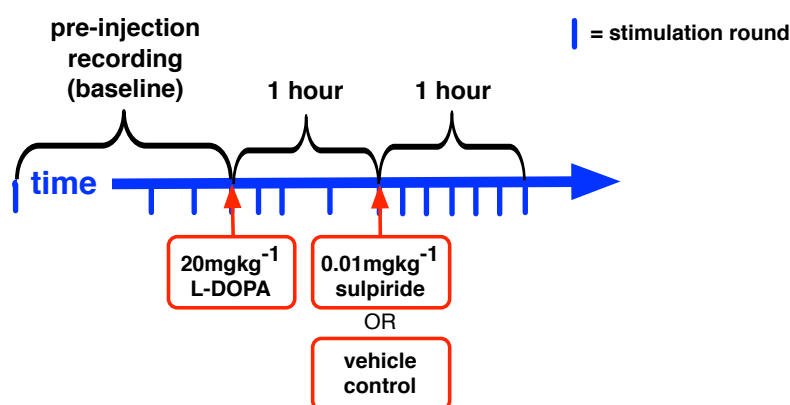 pre-injection
recording
(baseline)
= stimulation round
1 hour
1 hour
time
20mgkg-1
L-DOPA
0.01mgkg-1
sulpiride
OR
vehicle
control